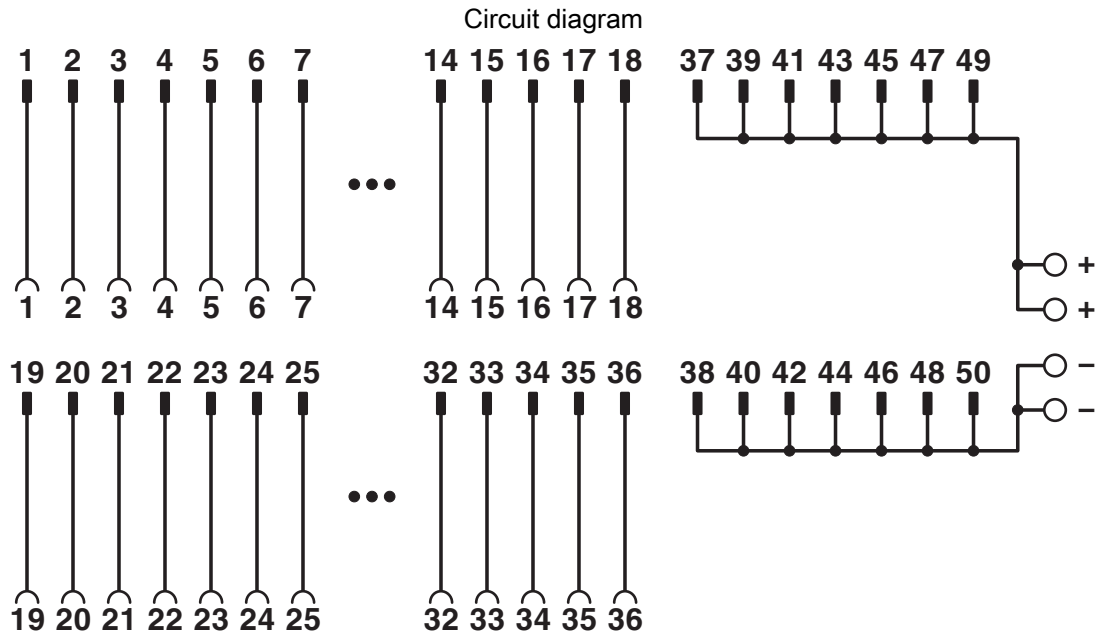 Circuit diagram
1 2 3 4 5 6 7 ••• 14 15 16 17 18 37 39 41 43 45 47 49
+
1 2 3 4 5 6 7 14 15 16 17 18 +
19 20 21 22 23 24 25 ••• 32 33 34 35 36 38 40 42 44 46 48 50 –
–
19 20 21 22 23 24 25 32 33 34 35 36